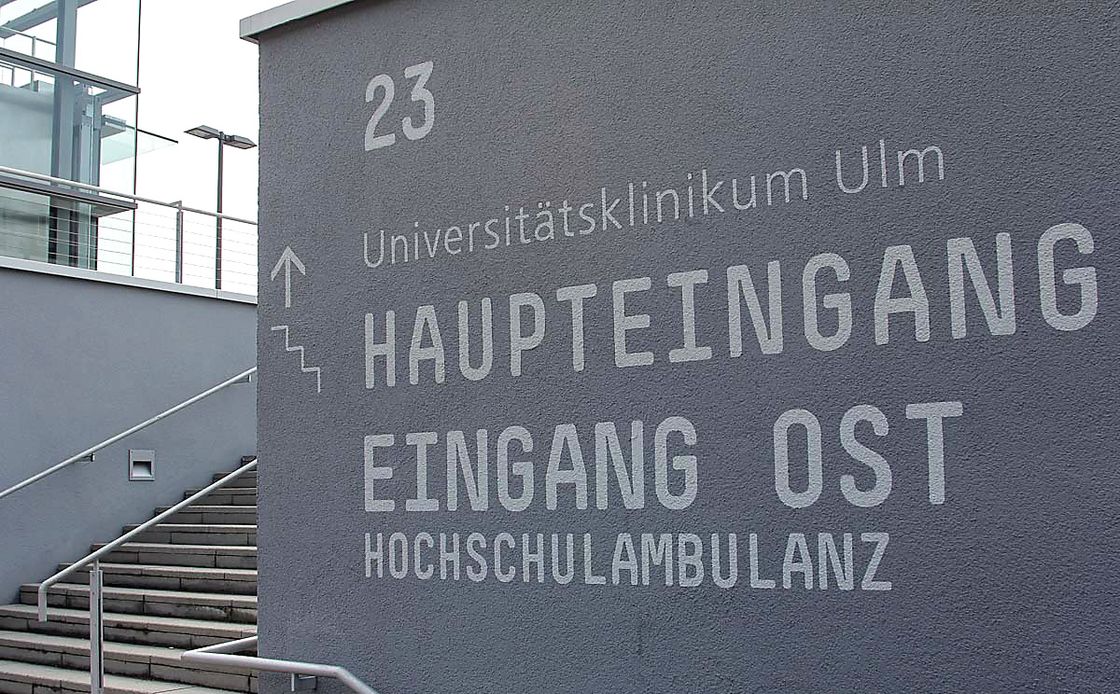 23
Universitätsklinikum Ulm
HAUPTEINGANG
EINGANG OST
HOCHSCHULAMBULANZ